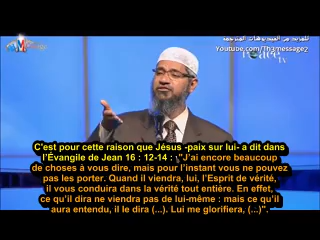 Youtube.com/Th3message2
tv
C'est pour cette raison que Jésus -paix sur lui- a dit dans
l'Évangile de Jean 16 : 12-14 : "J'ai encore beaucoup
de choses à vous dire, mais pour l'instant vous ne pouvez
pas les porter. Quand il viendra, lui, l'Esprit de vérité,
il vous conduira dans la vérité tout entière. En effet,
ce qu'il dira ne viendra pas de lui-même : mais ce qu'il
aura entendu, il le dira (...). Lui me glorifiera, (...)".